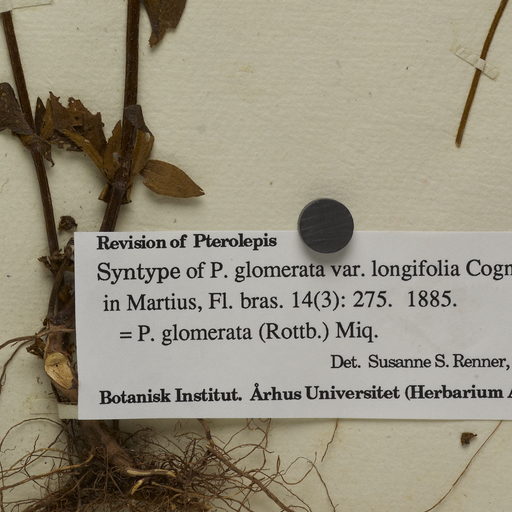 Revision of Pterolepis
Syntype of P. glomerata var. longifolia Cogn
in Martius, Fl. bras. 14(3): 275. 1885.
= P. glomerata (Rottb.) Miq.
Det. Susanne S. Renner,
Botanisk Institut. Århus Universitet (Herbarium A